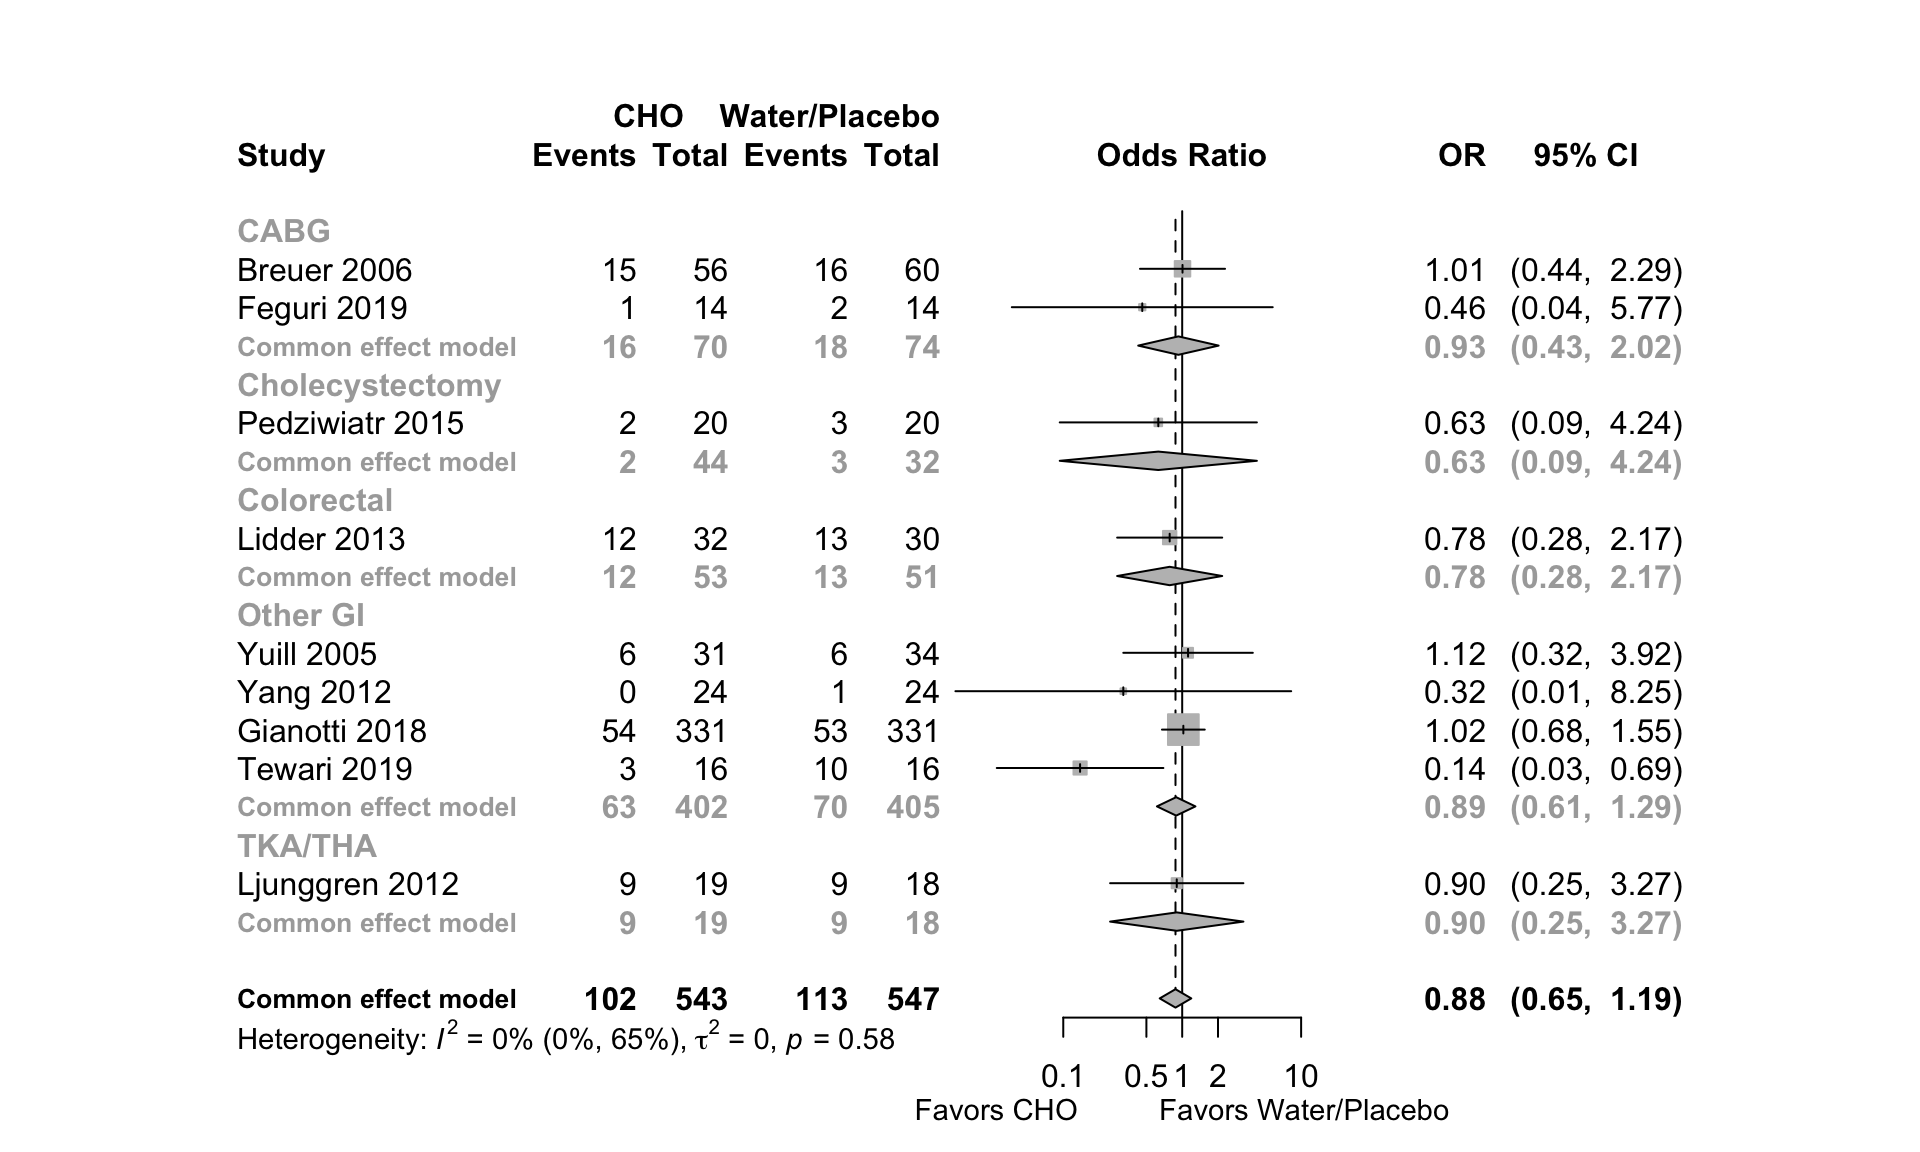 CHO Water/Placebo
Study Events Total Events Total Odds Ratio OR 95% CI
CABG
Breuer 2006 15 56 16 60 1.01 (0.44, 2.29)
Feguri 2019 1 14 2 14 0.46 (0.04, 5.77)
Common effect model 16 70 18 74 0.93 (0.43, 2.02)
Cholecystectomy
Pedziwiatr 2015 2 20 3 20 0.63 (0.09, 4.24)
Common effect model 2 44 3 32 0.63 (0.09, 4.24)
Colorectal
Lidder 2013 12 32 13 30 0.78 (0.28, 2.17)
Common effect model 12 53 13 51 0.78 (0.28, 2.17)
Other GI
Yuill 2005 6 31 6 34 1.12 (0.32, 3.92)
Yang 2012 0 24 1 24 0.32 (0.01, 8.25)
Gianotti 2018 54 331 53 331 1.02 (0.68, 1.55)
Tewari 2019 3 16 10 16 0.14 (0.03, 0.69)
Common effect model 63 402 70 405 0.89 (0.61, 1.29)
TKA/THA
Ljunggren 2012 9 19 9 18 0.90 (0.25, 3.27)
Common effect model 9 19 9 18 0.90 (0.25, 3.27)
Common effect model 102 543 113 547 0.88 (0.65, 1.19)
Heterogeneity: I² = 0% (0%, 65%), τ² = 0, p = 0.58
0.1 0.5 1 2 10
Favors CHO Favors Water/Placebo